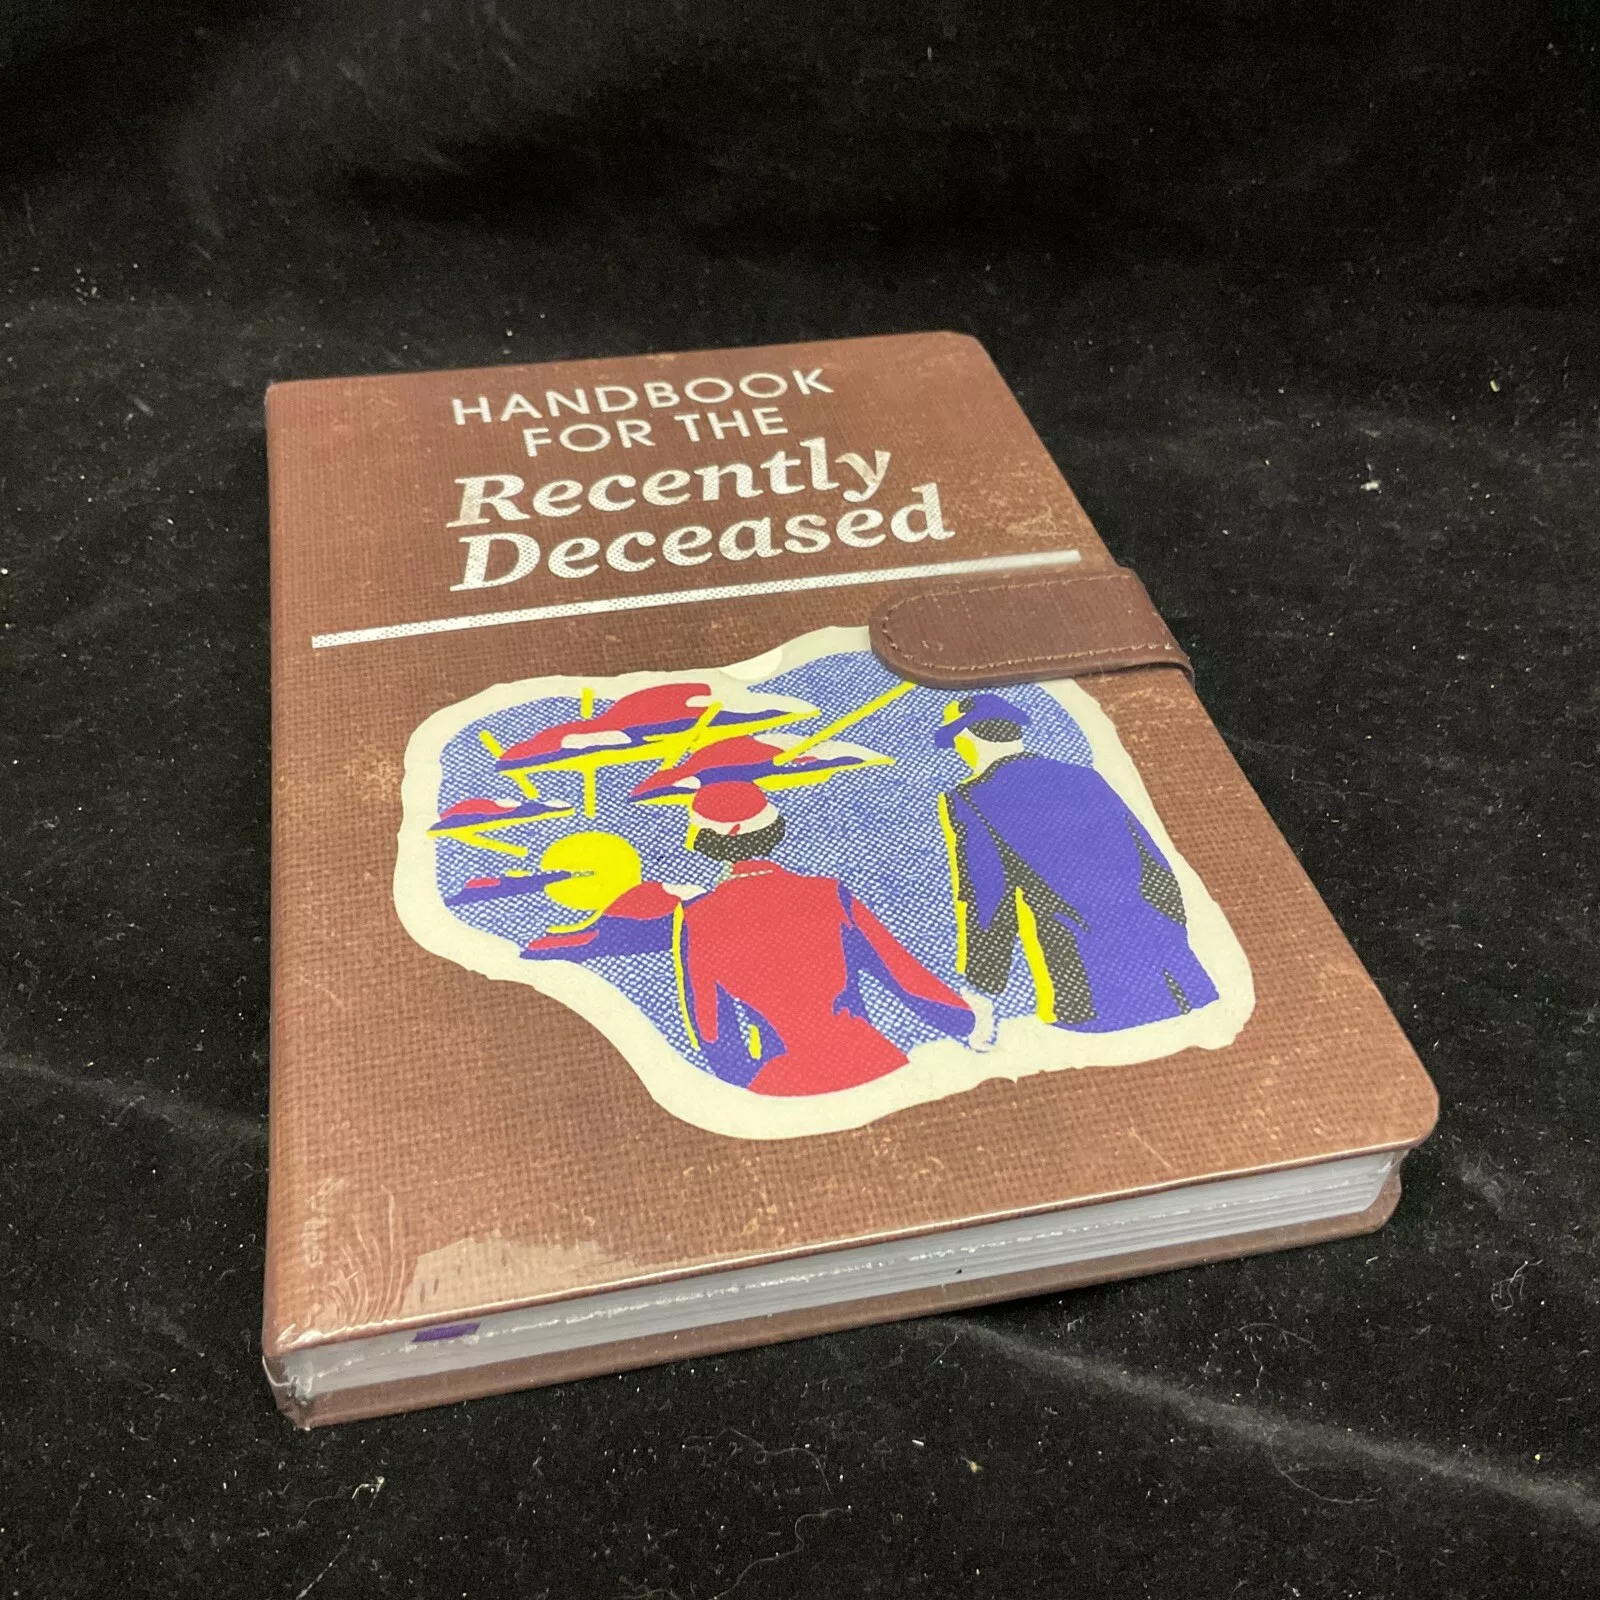 HANDBOOK
FOR THE
Recently
Deceased